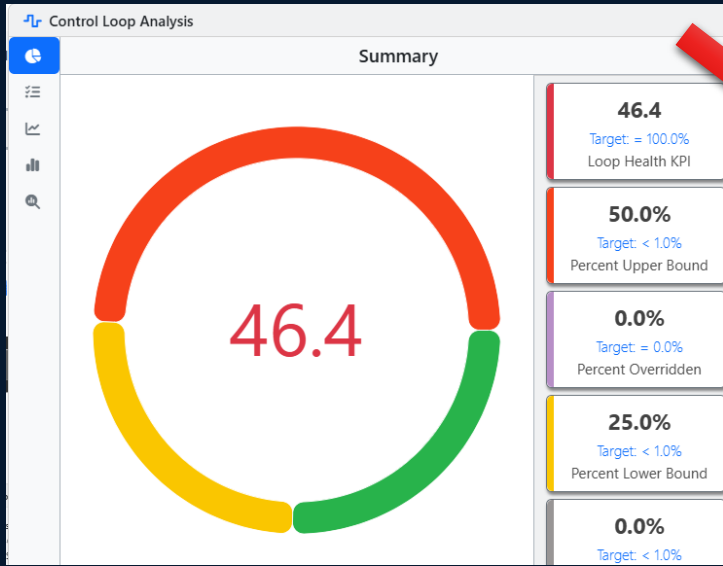 Control Loop Analysis
Summary
46.4
46.4
Target: = 100.0%
Loop Health KPI
50.0%
Target: < 1.0%
Percent Upper Bound
0.0%
Target: = 0.0%
Percent Overridden
25.0%
Target: < 1.0%
Percent Lower Bound
0.0%
Target: < 1.0%